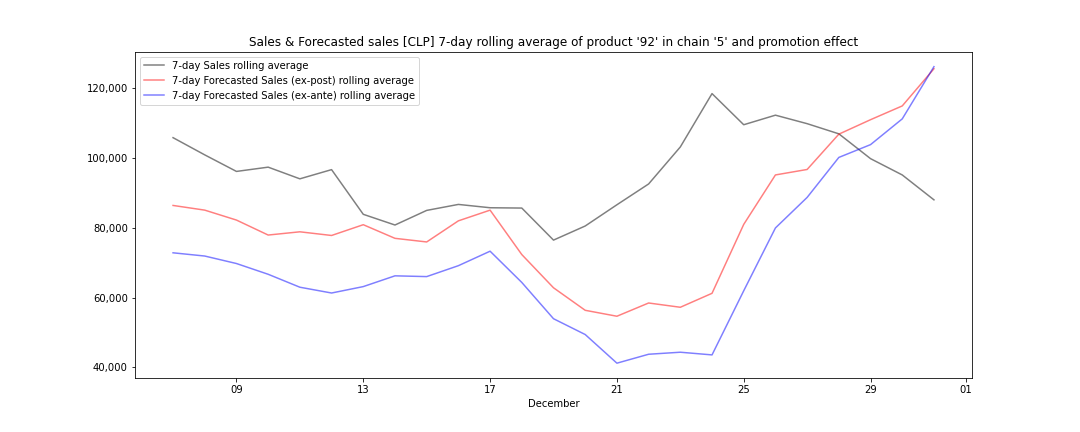 Sales & Forecasted sales [CLP] 7-day rolling average of product '92' in chain '5' and promotion effect
7-day Sales rolling average
7-day Forecasted Sales (ex-post) rolling average
7-day Forecasted Sales (ex-ante) rolling average
120,000
100,000
80,000
60,000
40,000
09 13 17 21 25 29 01
December